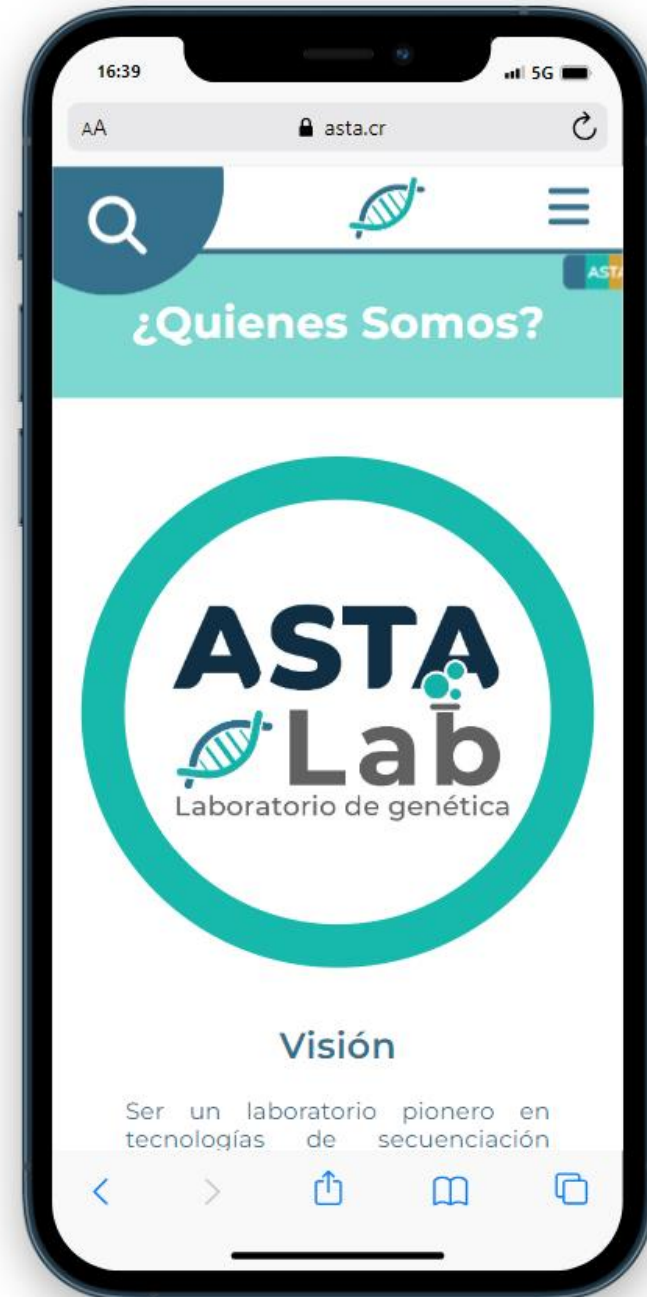 16:39
5G
AA
asta.cr
AST
¿Quienes Somos?
ASTA
Lab
Laboratorio de genética
Visión
Ser un laboratorio pionero en
tecnologías de secuenciación